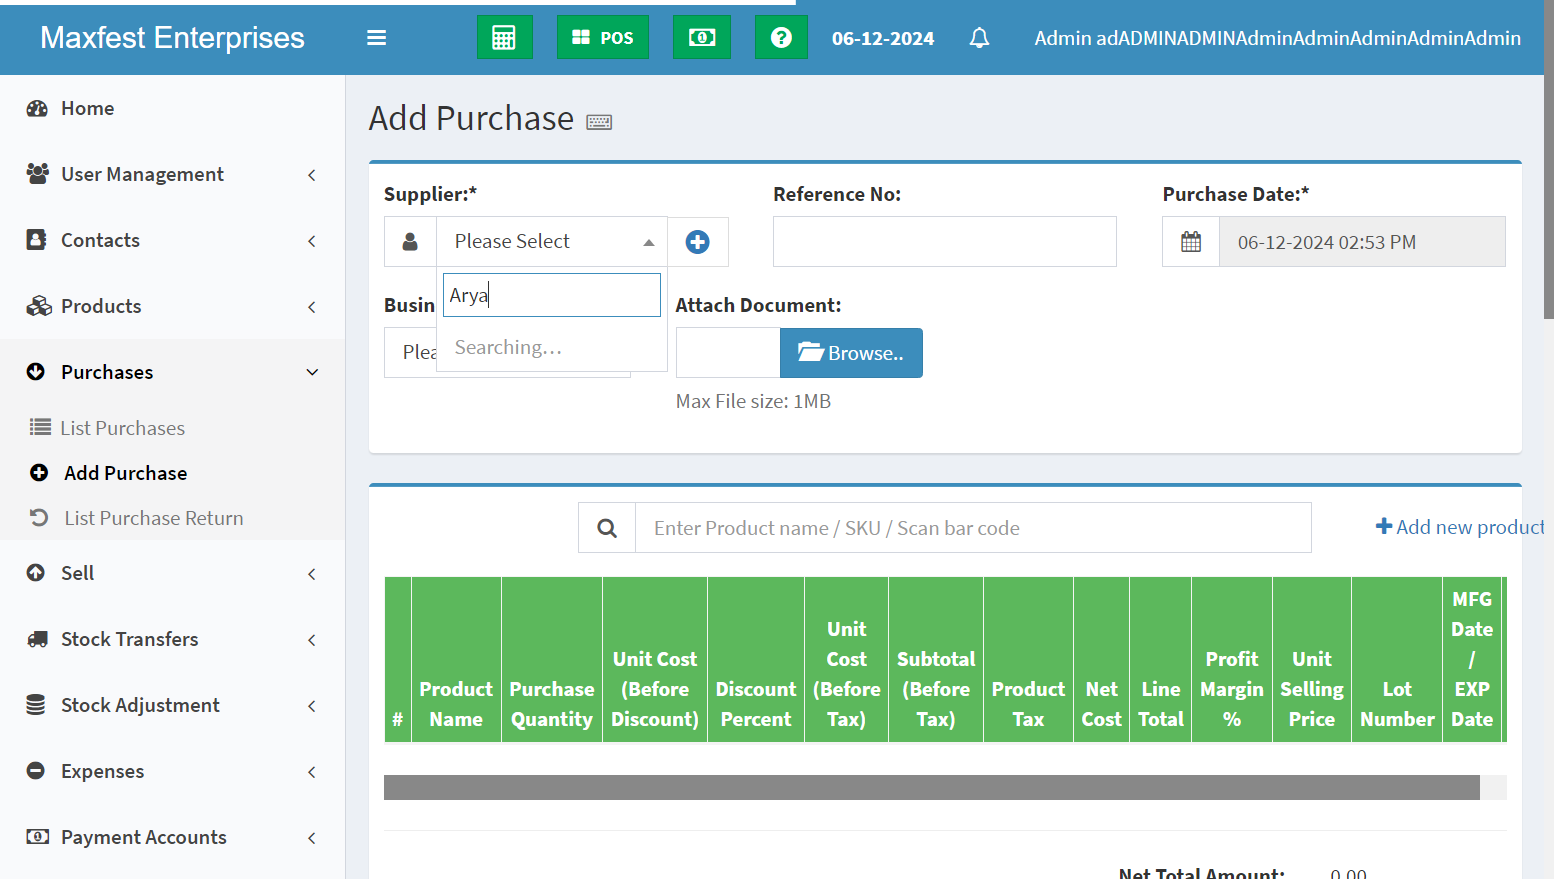 Maxfest Enterprises
POS
06-12-2024
Admin adADMINADMINAdminAdminAdminAdminAdmin
Home
User Management
Contacts
Products
Purchases
List Purchases
Add Purchase
List Purchase Return
Sell
Stock Transfers
Stock Adjustment
Expenses
Payment Accounts
Add Purchase
Supplier:*
Reference No:
Purchase Date:*
Please Select
06-12-2024 02:53 PM
Arya
Searching…
Busin
Attach Document:
Plea
Browse..
Max File size: 1MB
Enter Product name / SKU / Scan bar code
Add new product
#
Product
Name
Purchase
Quantity
Unit Cost
(Before
Discount)
Discount
Percent
Unit
Cost
(Before
Tax)
Subtotal
(Before
Tax)
Product
Tax
Net
Cost
Line
Total
Profit
Margin
%
Unit
Selling
Price
Lot
Number
MFG
Date
/
EXP
Date
Net Total Amount: 0.00